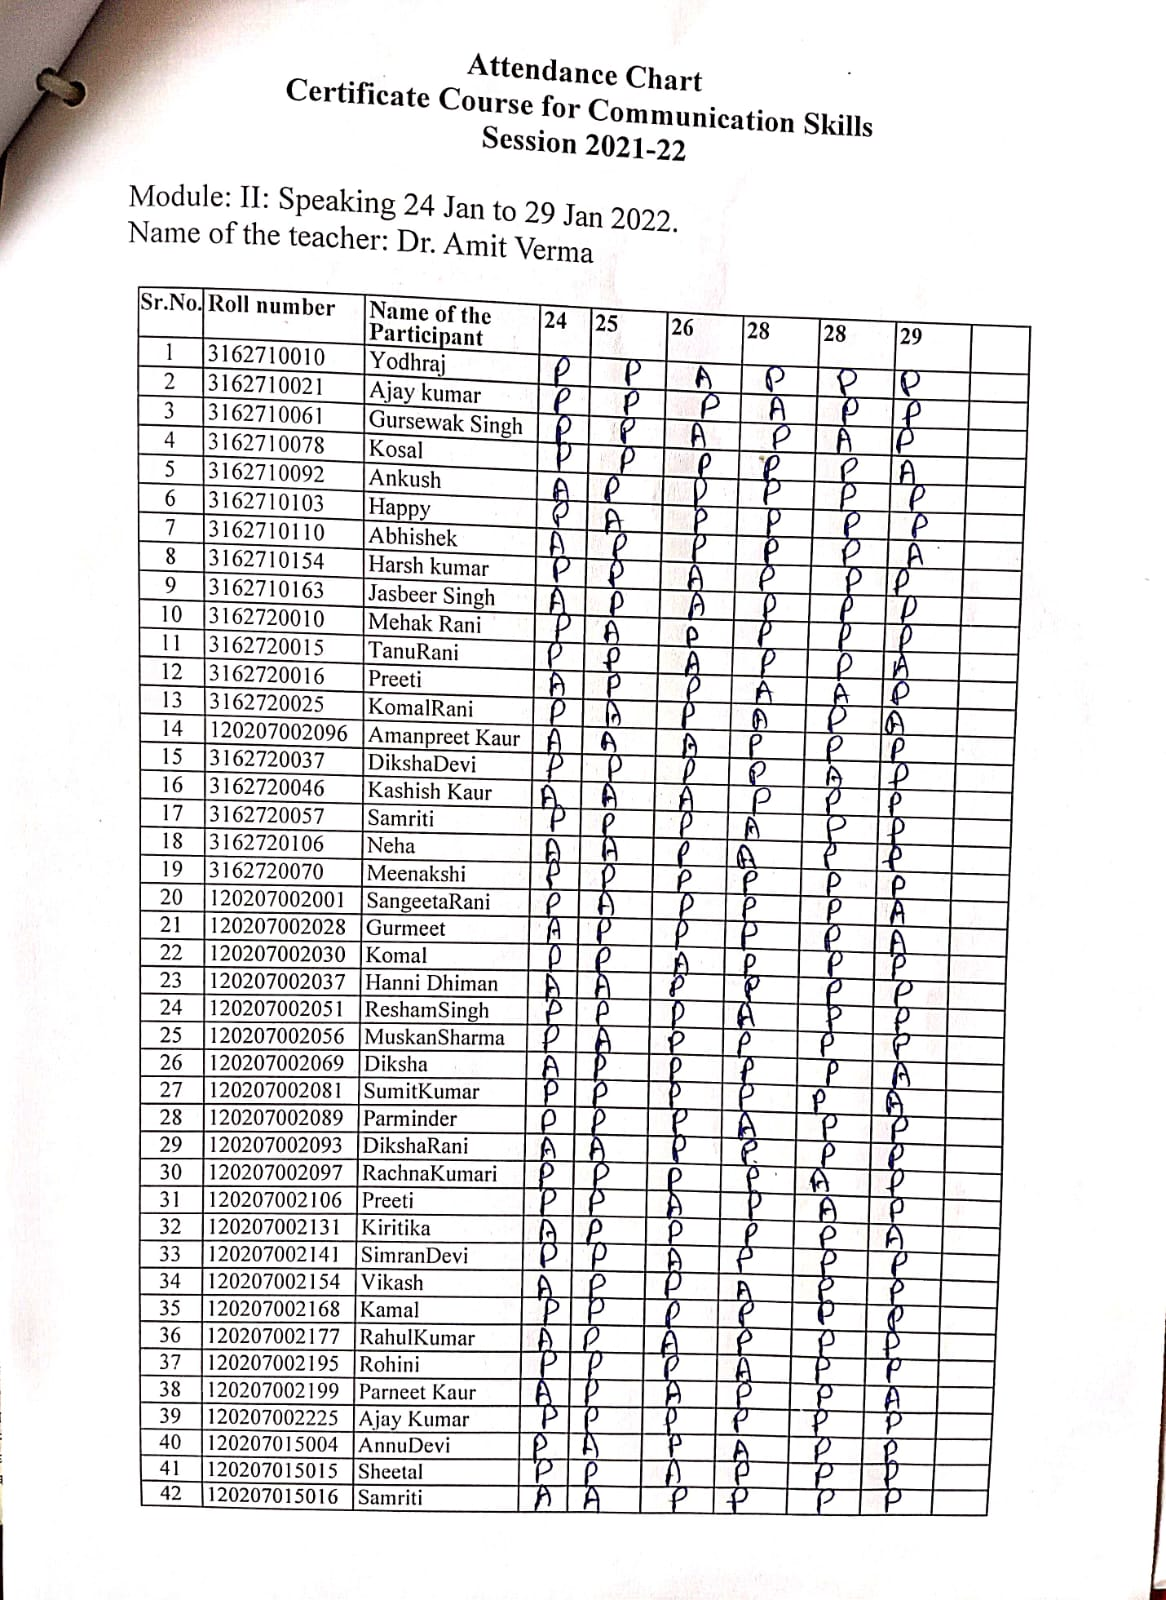 Attendance Chart
Certificate Course for Communication Skills
Session 2021-22
Module: II: Speaking 24 Jan to 29 Jan 2022.
Name of the teacher: Dr. Amit Verma
Sr.No. Roll number Name of the Participant 24 25 26 28 28 29
1 3162710010 Yodhraj P P A P P P
2 3162710021 Ajay kumar P P P A P P
3 3162710061 Gursewak Singh P P A P A P
4 3162710078 Kosal P P P P P A
5 3162710092 Ankush A P P P P P
6 3162710103 Happy P A P P P P
7 3162710110 Abhishek A P P P P A
8 3162710154 Harsh kumar P P A P P P
9 3162710163 Jasbeer Singh A P A P P P
10 3162720010 Mehak Rani P A P P P P
11 3162720015 TanuRani P P A P P A
12 3162720016 Preeti A P P A A P
13 3162720025 KomalRani P A P A P A
14 120207002096 Amanpreet Kaur A A A P P P
15 3162720037 DikshaDevi P P P P A P
16 3162720046 Kashish Kaur A A A P P P
17 3162720057 Samriti P P P A P P
18 3162720106 Neha A A P A P P
19 3162720070 Meenakshi P P P P P P
20 120207002001 SangeetaRani P A P P P A
21 120207002028 Gurmeet A P P P P A
22 120207002030 Komal P P A P P P
23 120207002037 Hanni Dhiman A A P P P P
24 120207002051 ReshamSingh P P P A P P
25 120207002056 MuskanSharma P A P P P P
26 120207002069 Diksha A P P P P A
27 120207002081 SumitKumar P P P P P A
28 120207002089 Parminder P P P A P P
29 120207002093 DikshaRani A A P P. P P
30 120207002097 RachnaKumari P P P P A P
31 120207002106 Preeti P P A P A P
32 120207002131 Kiritika A P P P P A
33 120207002141 SimranDevi P P A P P P
34 120207002154 Vikash A P P A P P
35 120207002168 Kamal P P P P P P
36 120207002177 RahulKumar A P A P P P
37 120207002195 Rohini P P P A P P
38 120207002199 Parneet Kaur A P A P P A
39 120207002225 Ajay Kumar P P P P P P
40 120207015004 AnnuDevi P A P A P P
41 120207015015 Sheetal P P A P P P
42 120207015016 Samriti A A P P P P